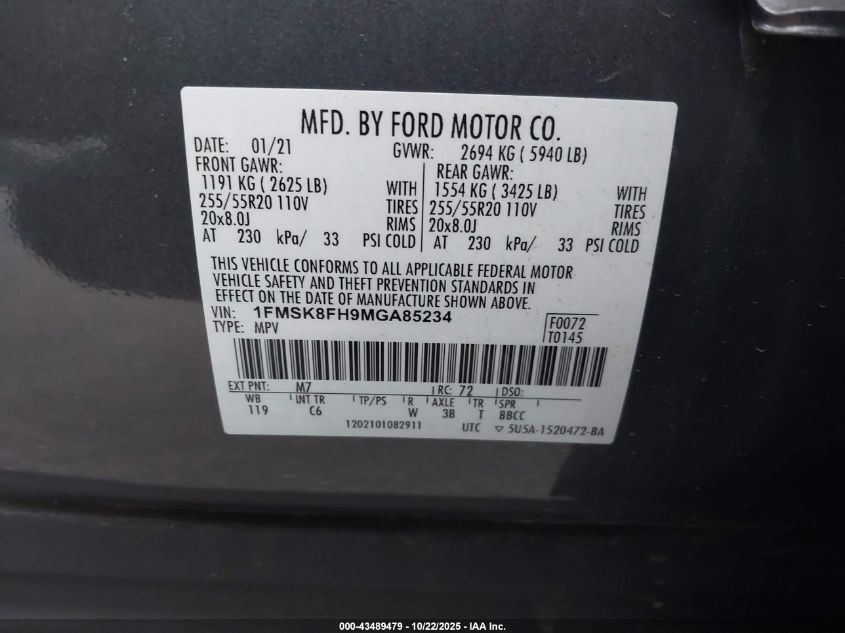 MFD. BY FORD MOTOR CO.
DATE: 01/21 GVWR: 2694 KG ( 5940 LB)
FRONT GAWR: REAR GAWR:
1191 KG ( 2625 LB) WITH 1554 KG ( 3425 LB) WITH
255/55R20 110V TIRES 255/55R20 110V TIRES
20x8.0J RIMS 20x8.0J RIMS
AT 230 kPa/ 33 PSI COLD AT 230 kPa/ 33 PSI COLD
THIS VEHICLE CONFORMS TO ALL APPLICABLE FEDERAL MOTOR
VEHICLE SAFETY AND THEFT PREVENTION STANDARDS IN
EFFECT ON THE DATE OF MANUFACTURE SHOWN ABOVE.
VIN: 1FMSK8FH9MGA85234 F0072
TYPE: MPV T0145
EXT PNT: M7 RC: 72 DSO:
WB INT TR TP/PS R AXLE TR SPR
119 C6 W 3B T BBCC
1202101082911 UTC ▽ 5U5A-1520472-BA
000-43489479 - 10/22/2025 - IAA Inc.